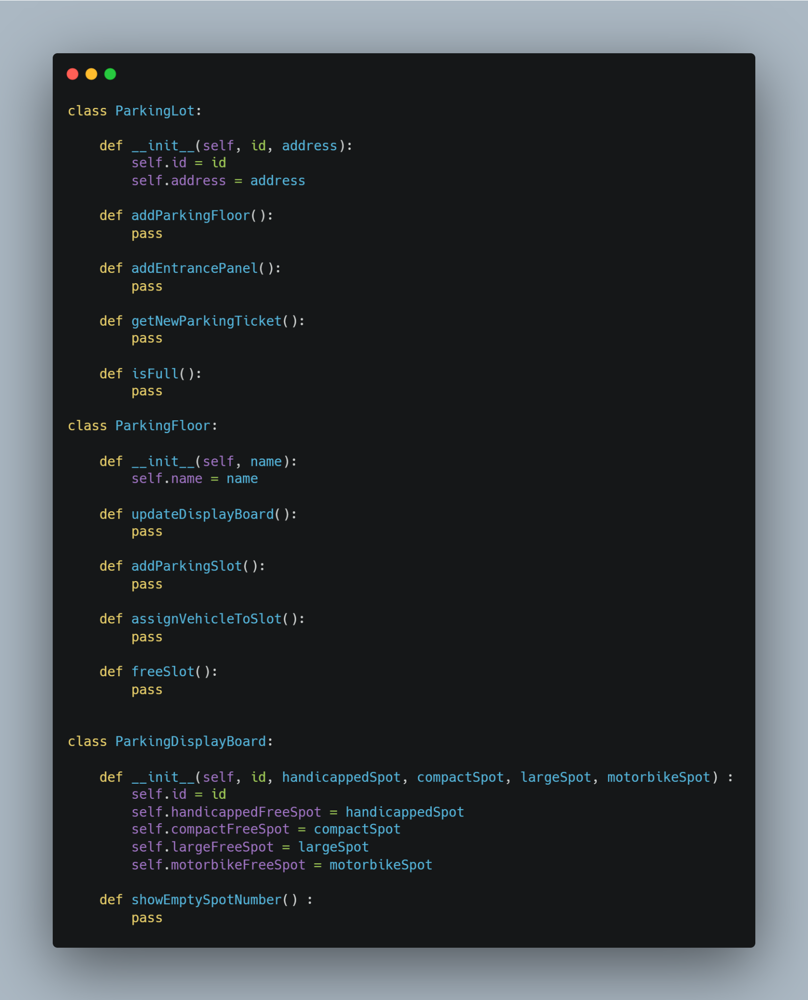 class ParkingLot:

    def __init__(self, id, address):
        self.id = id
        self.address = address

    def addParkingFloor():
        pass

    def addEntrancePanel():
        pass

    def getNewParkingTicket():
        pass

    def isFull():
        pass

class ParkingFloor:

    def __init__(self, name):
        self.name = name

    def updateDisplayBoard():
        pass

    def addParkingSlot():
        pass

    def assignVehicleToSlot():
        pass

    def freeSlot():
        pass


class ParkingDisplayBoard:

    def __init__(self, id, handicappedSpot, compactSpot, largeSpot, motorbikeSpot) :
        self.id = id
        self.handicappedFreeSpot = handicappedSpot
        self.compactFreeSpot = compactSpot
        self.largeFreeSpot = largeSpot
        self.motorbikeFreeSpot = motorbikeSpot

    def showEmptySpotNumber() :
        pass